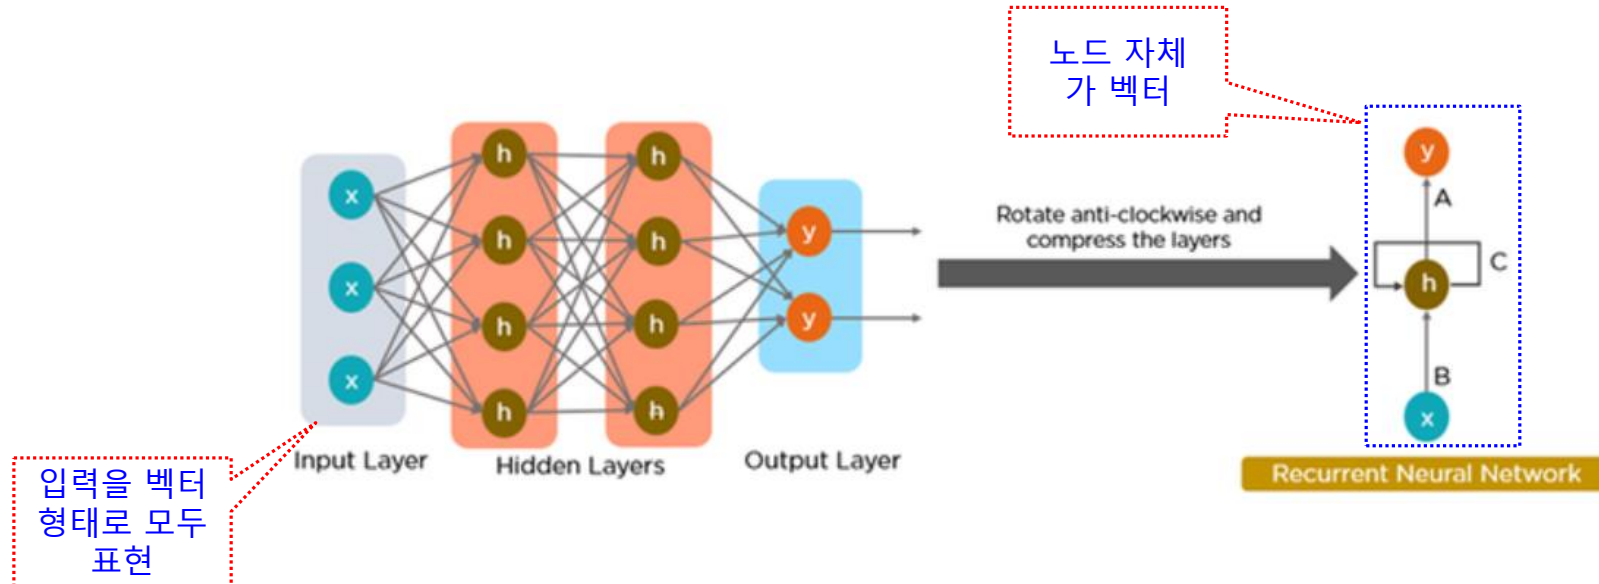 노드 자체
가 벡터
x
x
x
h
h
h
h
h
h
h
h
y
y
Input Layer
Hidden Layers
Output Layer
입력을 벡터
형태로 모두
표현
Rotate anti-clockwise and
compress the layers
y
A
h
C
B
x
Recurrent Neural Network